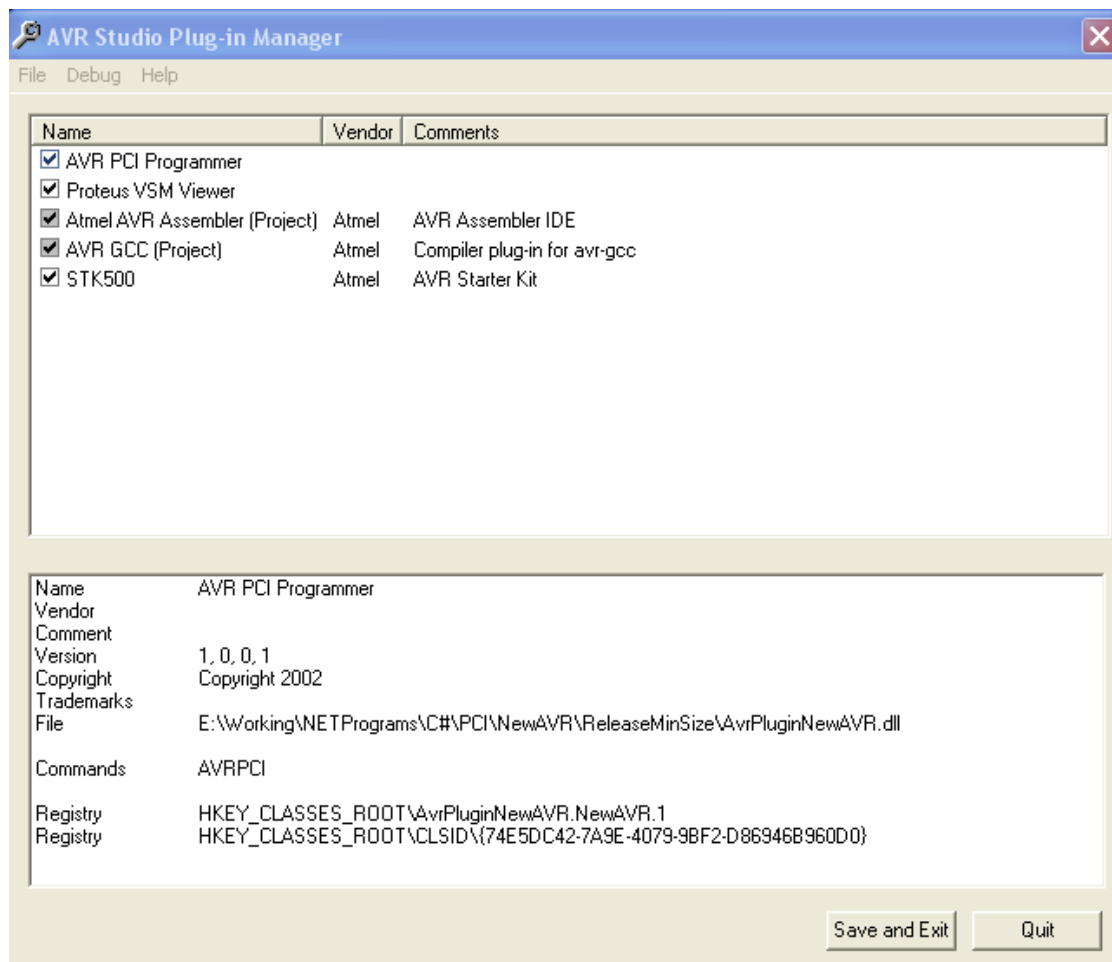 AVR Studio Plug-in Manager
File Debug Help
Name Vendor Comments
AVR PCI Programmer
Proteus VSM Viewer
Atmel AVR Assembler (Project) Atmel AVR Assembler IDE
AVR GCC (Project) Atmel Compiler plug-in for avr-gcc
STK500 Atmel AVR Starter Kit
Name AVR PCI Programmer
Vendor
Comment
Version 1, 0, 0, 1
Copyright Copyright 2002
Trademarks
File E:\Working\NETPrograms\C#\PCI\NewAVR\ReleaseMinSize\AvrPluginNewAVR.dll
Commands AVRPCI
Registry HKEY_CLASSES_ROOT\AvrPluginNewAVR.NewAVR.1
Registry HKEY_CLASSES_ROOT\CLSID\{74E5DC42-7A9E-4079-9BF2-D86946B960D0}
Save and Exit Quit